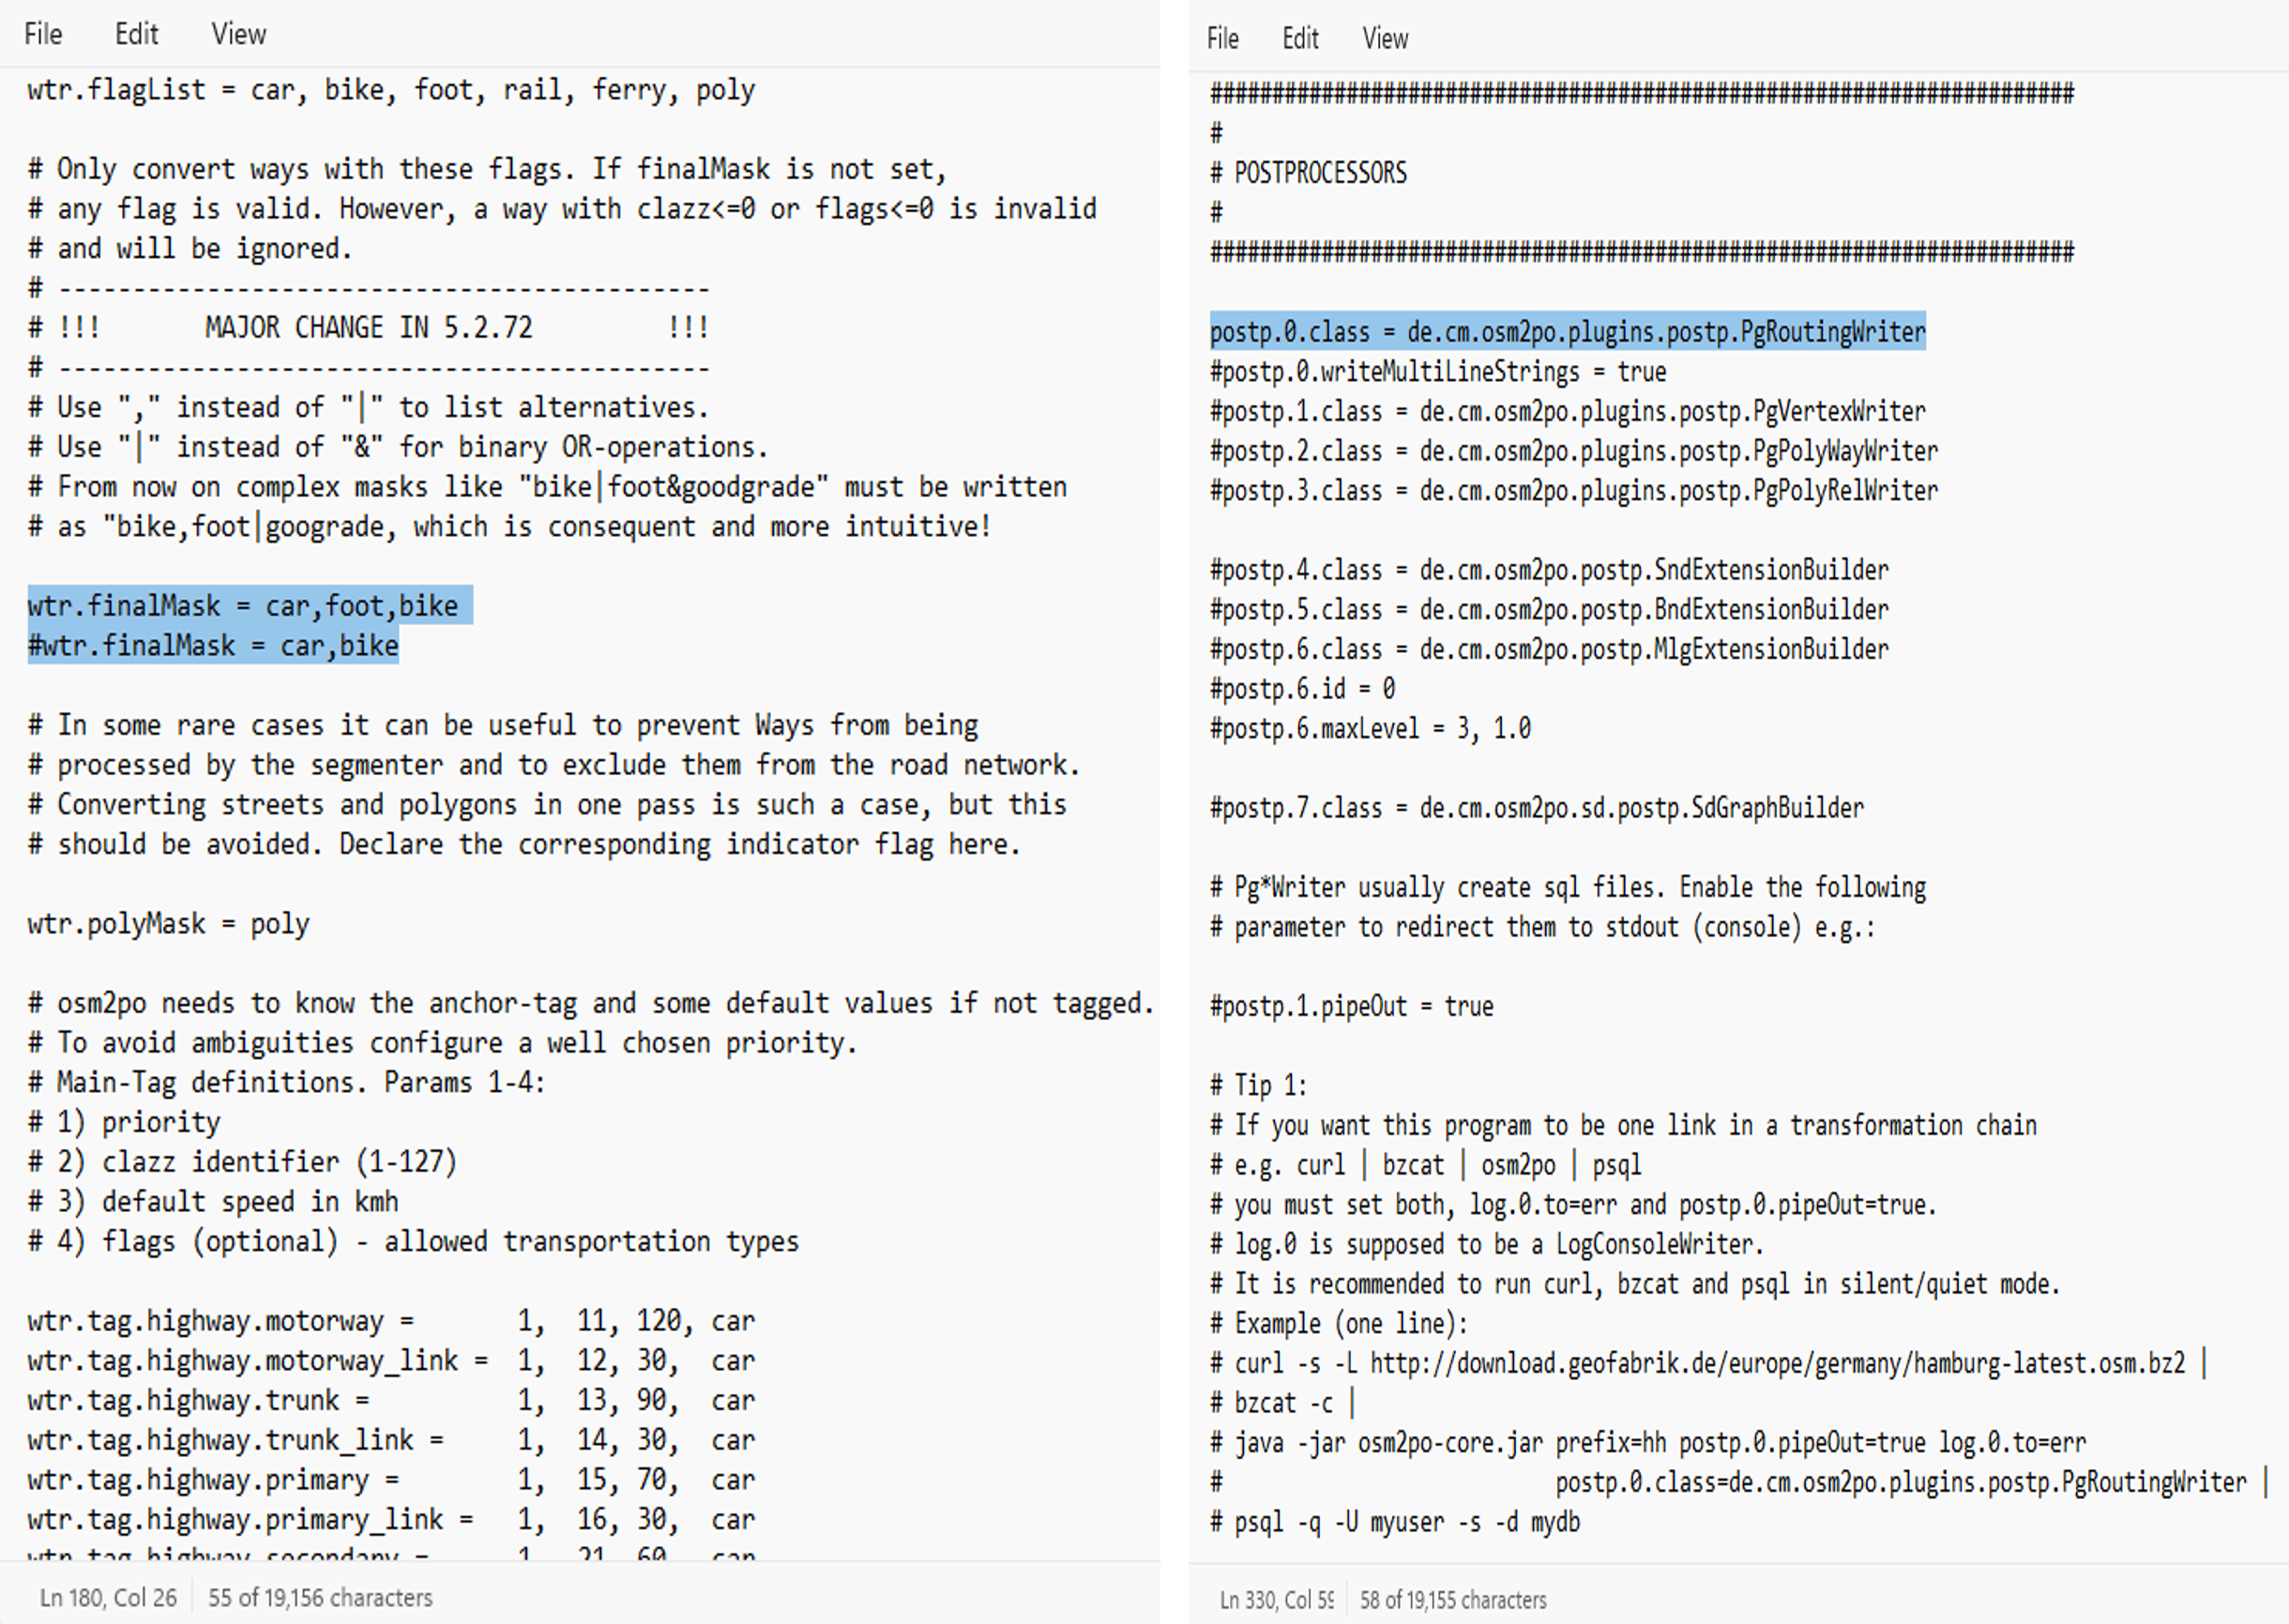 File Edit View
wtr.flagList = car, bike, foot, rail, ferry, poly
# Only convert ways with these flags. If finalMask is not set,
# any flag is valid. However, a way with clazz<=0 or flags<=0 is invalid
# and will be ignored.
# --------------------------------------------
# !!!       MAJOR CHANGE IN 5.2.72         !!!
# --------------------------------------------
# Use "," instead of "|" to list alternatives.
# Use "|" instead of "&" for binary OR-operations.
# From now on complex masks like "bike|foot&goodgrade" must be written
# as "bike,foot|goograde, which is consequent and more intuitive!
wtr.finalMask = car,foot,bike
#wtr.finalMask = car,bike
# In some rare cases it can be useful to prevent Ways from being
# processed by the segmenter and to exclude them from the road network.
# Converting streets and polygons in one pass is such a case, but this
# should be avoided. Declare the corresponding indicator flag here.
wtr.polyMask = poly
# osm2po needs to know the anchor-tag and some default values if not tagged.
# To avoid ambiguities configure a well chosen priority.
# Main-Tag definitions. Params 1-4:
# 1) priority
# 2) clazz identifier (1-127)
# 3) default speed in kmh
# 4) flags (optional) - allowed transportation types
wtr.tag.highway.motorway =       1,  11, 120, car
wtr.tag.highway.motorway_link =  1,  12, 30,  car
wtr.tag.highway.trunk =          1,  13, 90,  car
wtr.tag.highway.trunk_link =     1,  14, 30,  car
wtr.tag.highway.primary =        1,  15, 70,  car
wtr.tag.highway.primary_link =   1,  16, 30,  car
wtr.tag.highway.secondary =      1   21  60   car
Ln 180, Col 26 55 of 19,156 characters
File Edit View
######################################################################
#
# POSTPROCESSORS
#
######################################################################
postp.0.class = de.cm.osm2po.plugins.postp.PgRoutingWriter
#postp.0.writeMultiLineStrings = true
#postp.1.class = de.cm.osm2po.plugins.postp.PgVertexWriter
#postp.2.class = de.cm.osm2po.plugins.postp.PgPolyWayWriter
#postp.3.class = de.cm.osm2po.plugins.postp.PgPolyRelWriter
#postp.4.class = de.cm.osm2po.postp.SndExtensionBuilder
#postp.5.class = de.cm.osm2po.postp.BndExtensionBuilder
#postp.6.class = de.cm.osm2po.postp.MlgExtensionBuilder
#postp.6.id = 0
#postp.6.maxLevel = 3, 1.0
#postp.7.class = de.cm.osm2po.sd.postp.SdGraphBuilder
# Pg*Writer usually create sql files. Enable the following
# parameter to redirect them to stdout (console) e.g.:
#postp.1.pipeOut = true
# Tip 1:
# If you want this program to be one link in a transformation chain
# e.g. curl | bzcat | osm2po | psql
# you must set both, log.0.to=err and postp.0.pipeOut=true.
# log.0 is supposed to be a LogConsoleWriter.
# It is recommended to run curl, bzcat and psql in silent/quiet mode.
# Example (one line):
# curl -s -L http://download.geofabrik.de/europe/germany/hamburg-latest.osm.bz2 |
# bzcat -c |
# java -jar osm2po-core.jar prefix=hh postp.0.pipeOut=true log.0.to=err
#                           postp.0.class=de.cm.osm2po.plugins.postp.PgRoutingWriter |
# psql -q -U myuser -s -d mydb
Ln 330, Col 59 58 of 19,155 characters